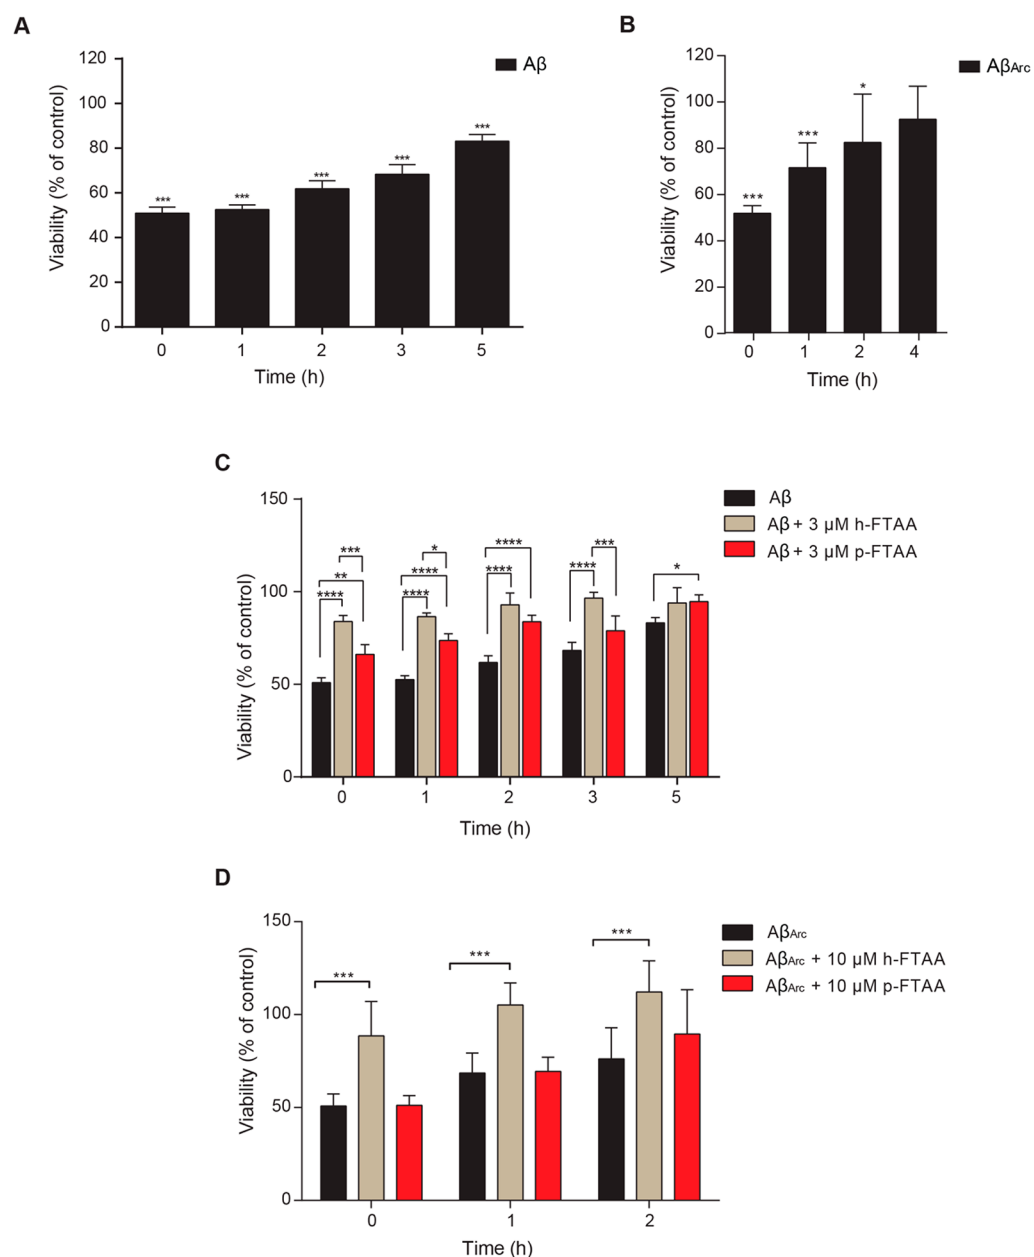 A
Aβ
Viability (% of control)
120
100
80
60
40
20
0
***
***
***
***
***
0 1 2 3 5
Time (h)
B
AβArc
Viability (% of control)
120
100
80
60
40
20
0
***
***
*
0 1 2 4
Time (h)
C
Aβ
Aβ + 3 µM h-FTAA
Aβ + 3 µM p-FTAA
Viability (% of control)
150
100
50
0
***
**
****
*
****
****
****
****
***
****
*
0 1 2 3 5
Time (h)
D
AβArc
AβArc + 10 µM h-FTAA
AβArc + 10 µM p-FTAA
Viability (% of control)
150
100
50
0
***
***
***
0 1 2
Time (h)